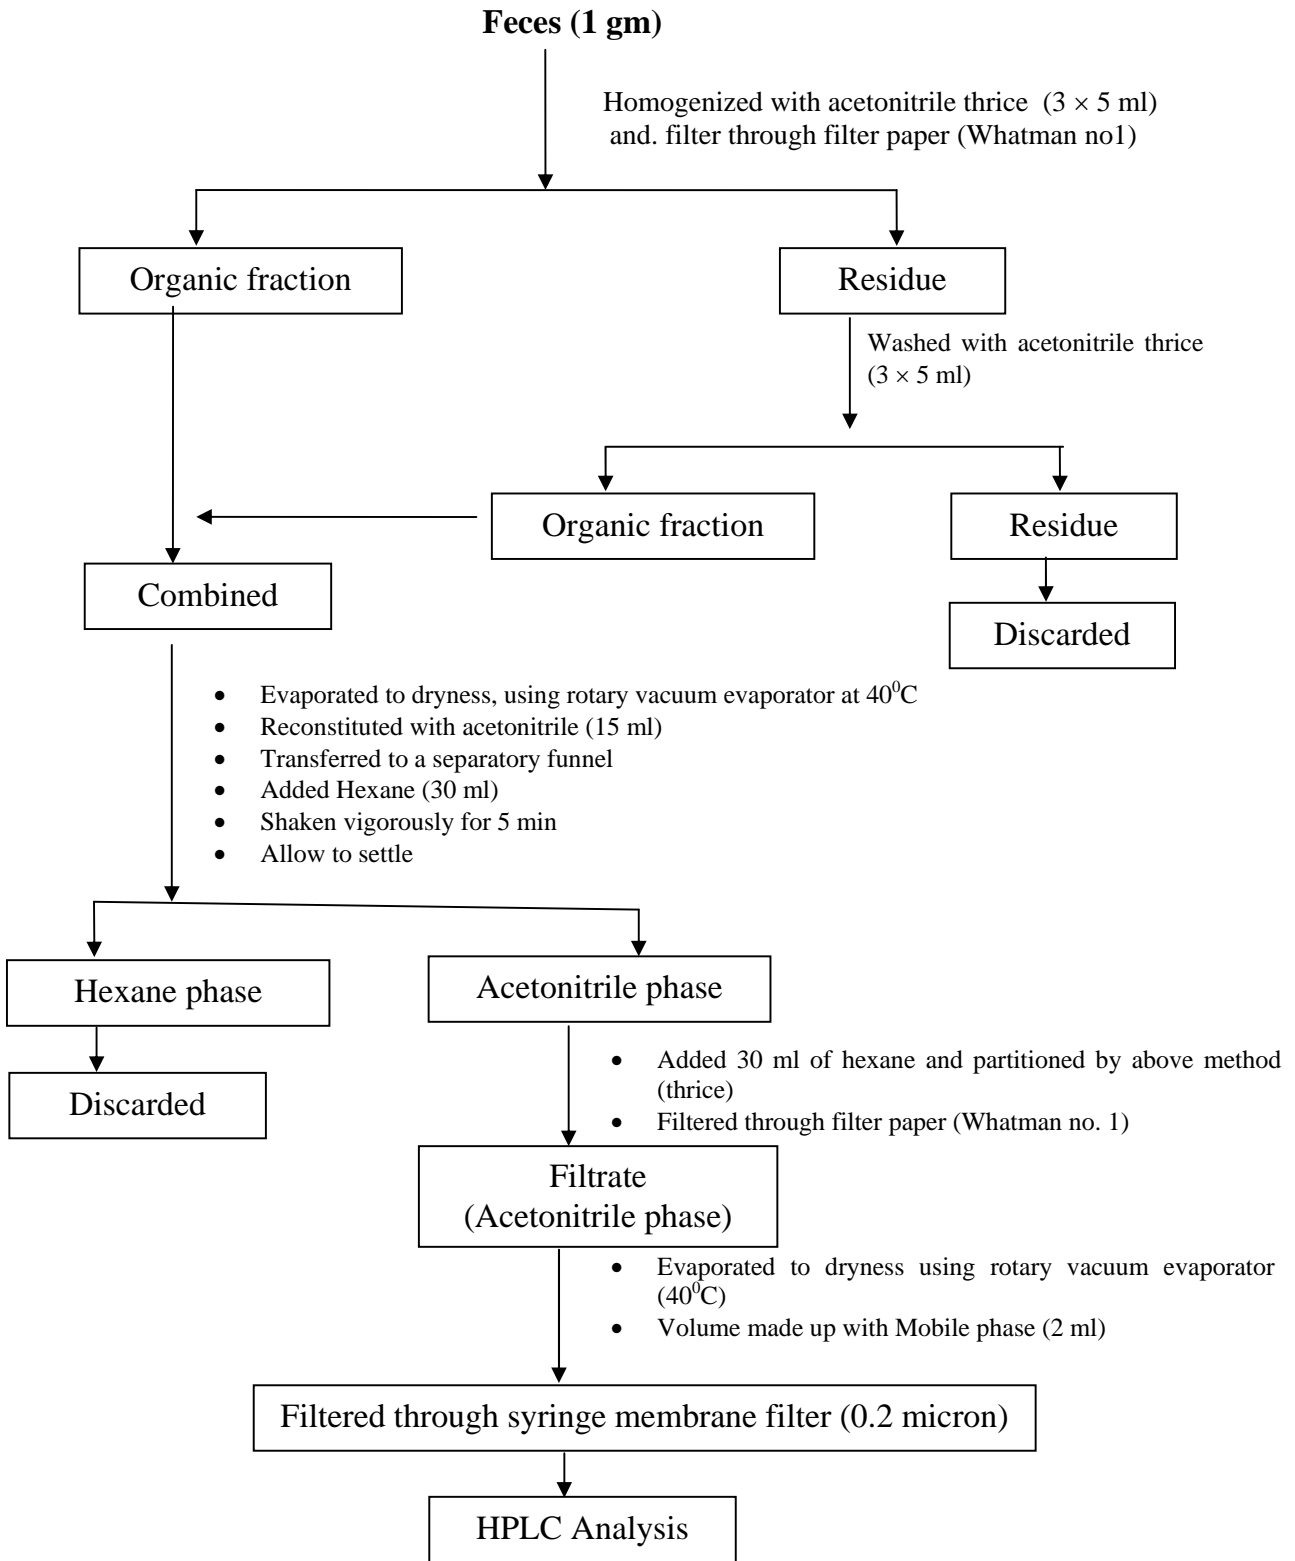 Feces (1 gm)
Homogenized with acetonitrile thrice (3 × 5 ml)
and. filter through filter paper (Whatman no1)
Organic fraction
Residue
Washed with acetonitrile thrice
(3 × 5 ml)
Organic fraction
Residue
Combined
Discarded
• Evaporated to dryness, using rotary vacuum evaporator at 40⁰C
• Reconstituted with acetonitrile (15 ml)
• Transferred to a separatory funnel
• Added Hexane (30 ml)
• Shaken vigorously for 5 min
• Allow to settle
Hexane phase
Acetonitrile phase
Discarded
• Added 30 ml of hexane and partitioned by above method
(thrice)
• Filtered through filter paper (Whatman no. 1)
Filtrate
(Acetonitrile phase)
• Evaporated to dryness using rotary vacuum evaporator
(40⁰C)
• Volume made up with Mobile phase (2 ml)
Filtered through syringe membrane filter (0.2 micron)
HPLC Analysis